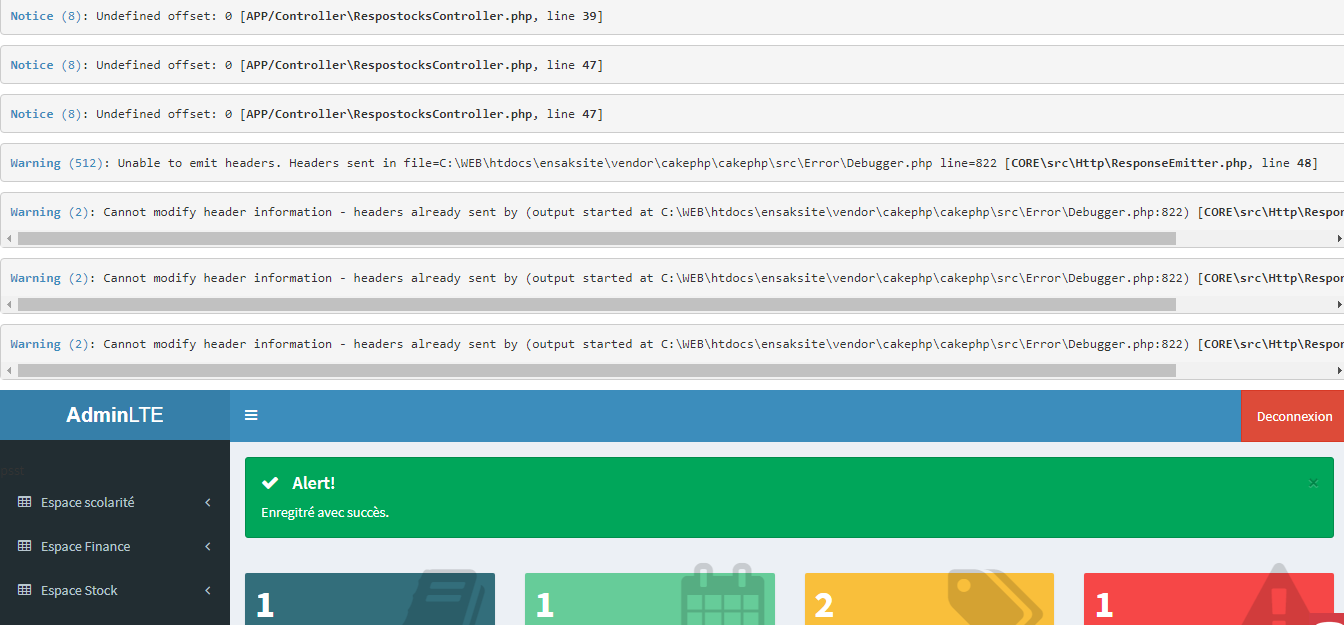 Notice (8): Undefined offset: 0 [APP/Controller\RespostocksController.php, line 39]
Notice (8): Undefined offset: 0 [APP/Controller\RespostocksController.php, line 47]
Notice (8): Undefined offset: 0 [APP/Controller\RespostocksController.php, line 47]
Warning (512): Unable to emit headers. Headers sent in file=C:\WEB\htdocs\ensaksite\vendor\cakephp\cakephp\src\Error\Debugger.php line=822 [CORE\src\Http\ResponseEmitter.php, line 48]
Warning (2): Cannot modify header information - headers already sent by (output started at C:\WEB\htdocs\ensaksite\vendor\cakephp\cakephp\src\Error\Debugger.php:822) [CORE\src\Http\Respon
Warning (2): Cannot modify header information - headers already sent by (output started at C:\WEB\htdocs\ensaksite\vendor\cakephp\cakephp\src\Error\Debugger.php:822) [CORE\src\Http\Respon
Warning (2): Cannot modify header information - headers already sent by (output started at C:\WEB\htdocs\ensaksite\vendor\cakephp\cakephp\src\Error\Debugger.php:822) [CORE\src\Http\Respon
AdminLTE
Deconnexion
Alert!
×
Enregitré avec succès.
Espace scolarité
Espace Finance
Espace Stock
1
1
2
1